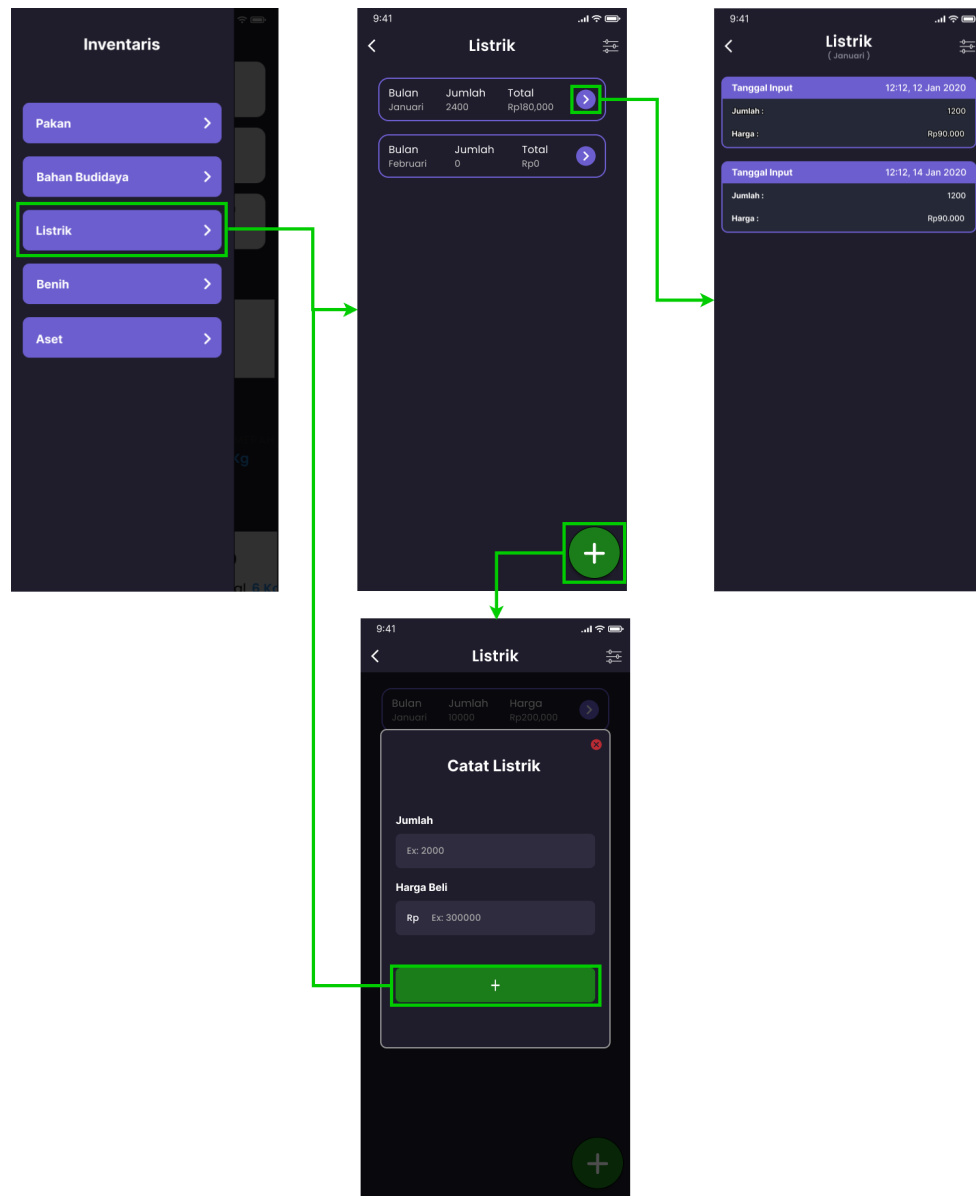 Inventaris
Pakan
Bahan Budidaya
Listrik
Benih
Aset
Kg
6 Kg
9:41
Listrik
Bulan Jumlah Total
Januari 2400 Rp180,000
Bulan Jumlah Total
Februari 0 Rp0
9:41
Listrik
( Januari )
Tanggal Input 12:12, 12 Jan 2020
Jumlah : 1200
Harga : Rp90.000
Tanggal Input 12:12, 14 Jan 2020
Jumlah : 1200
Harga : Rp90.000
9:41
Listrik
Bulan Jumlah Harga
Januari 10000 Rp200,000
Catat Listrik
Jumlah
Ex: 2000
Harga Beli
Rp Ex: 300000